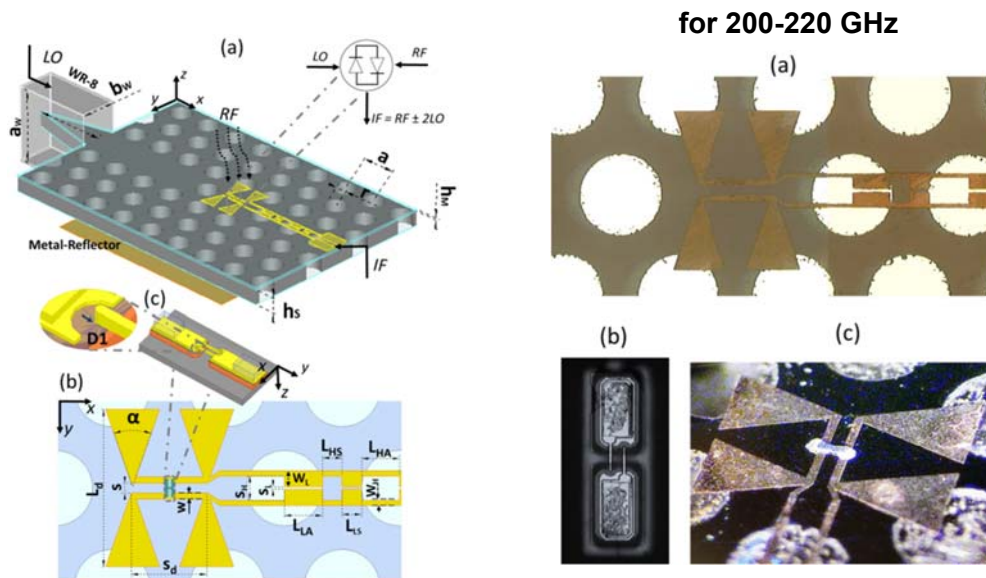 for 200-220 GHz
(a)
LO
WR-8
bw
aw
z
y
x
RF
LO
RF
IF = RF ± 2LO
a
r
hM
Metal-Reflector
IF
hS
(c)
D1
x
y
z
(b)
x
y
α
Ld
s
w
sd
LHS
LHA
WL
sH
sL
WH
LLA
LLS
(a)
(b)
(c)